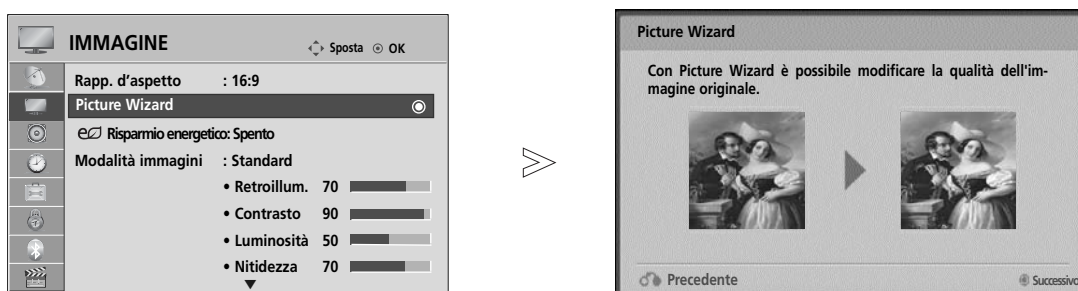 IMMAGINE
Sposta OK
Rapp. d'aspetto : 16:9
Picture Wizard
Risparmio energetico: Spento
Modalità immagini : Standard
• Retroillum. 70
• Contrasto 90
• Luminosità 50
• Nitidezza 70
Picture Wizard
Con Picture Wizard è possibile modificare la qualità dell'im-
magine originale.
Precedente
Successivo